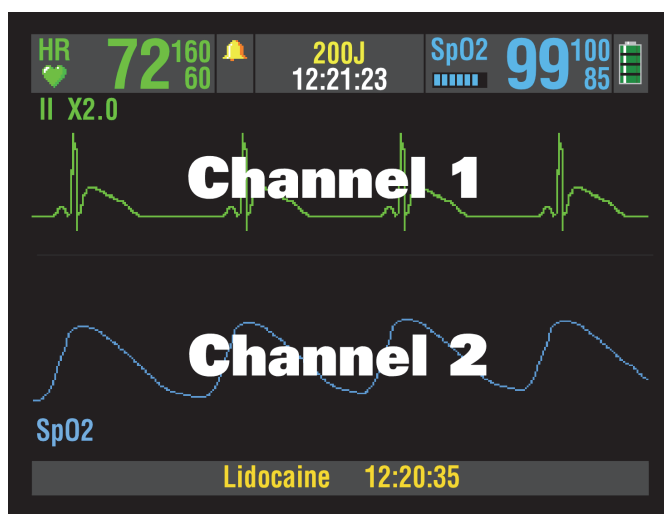 HR 72 160 60 200J 12:21:23 SpO2 99 100 85
II X2.0
Channel 1
Channel 2
SpO2
Lidocaine 12:20:35